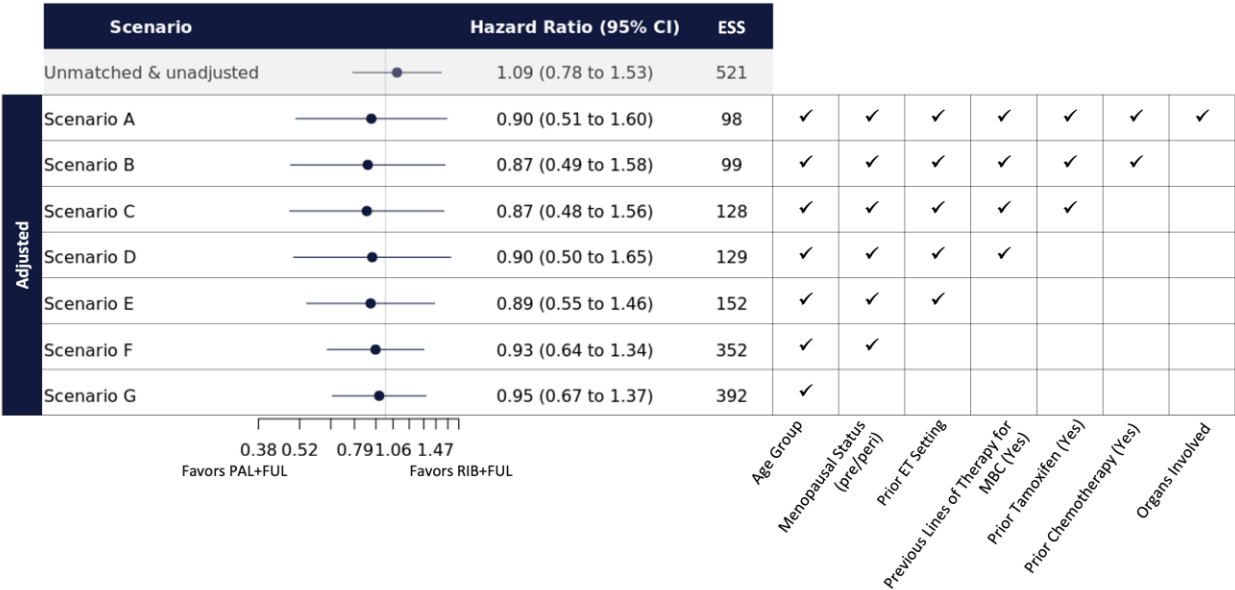 Scenario Hazard Ratio (95% CI) ESS
Unmatched & unadjusted 1.09 (0.78 to 1.53) 521
Adjusted
Scenario A 0.90 (0.51 to 1.60) 98 ✓ ✓ ✓ ✓ ✓ ✓ ✓
Scenario B 0.87 (0.49 to 1.58) 99 ✓ ✓ ✓ ✓ ✓ ✓
Scenario C 0.87 (0.48 to 1.56) 128 ✓ ✓ ✓ ✓ ✓
Scenario D 0.90 (0.50 to 1.65) 129 ✓ ✓ ✓ ✓
Scenario E 0.89 (0.55 to 1.46) 152 ✓ ✓ ✓
Scenario F 0.93 (0.64 to 1.34) 352 ✓ ✓
Scenario G 0.95 (0.67 to 1.37) 392 ✓
0.38 0.52 0.79 1.06 1.47
Favors PAL+FUL Favors RIB+FUL
Age Group
Menopausal Status
(pre/peri)
Prior ET Setting
Previous Lines of Therapy for
MBC (Yes)
Prior Tamoxifen (Yes)
Prior Chemotherapy (Yes)
Organs Involved